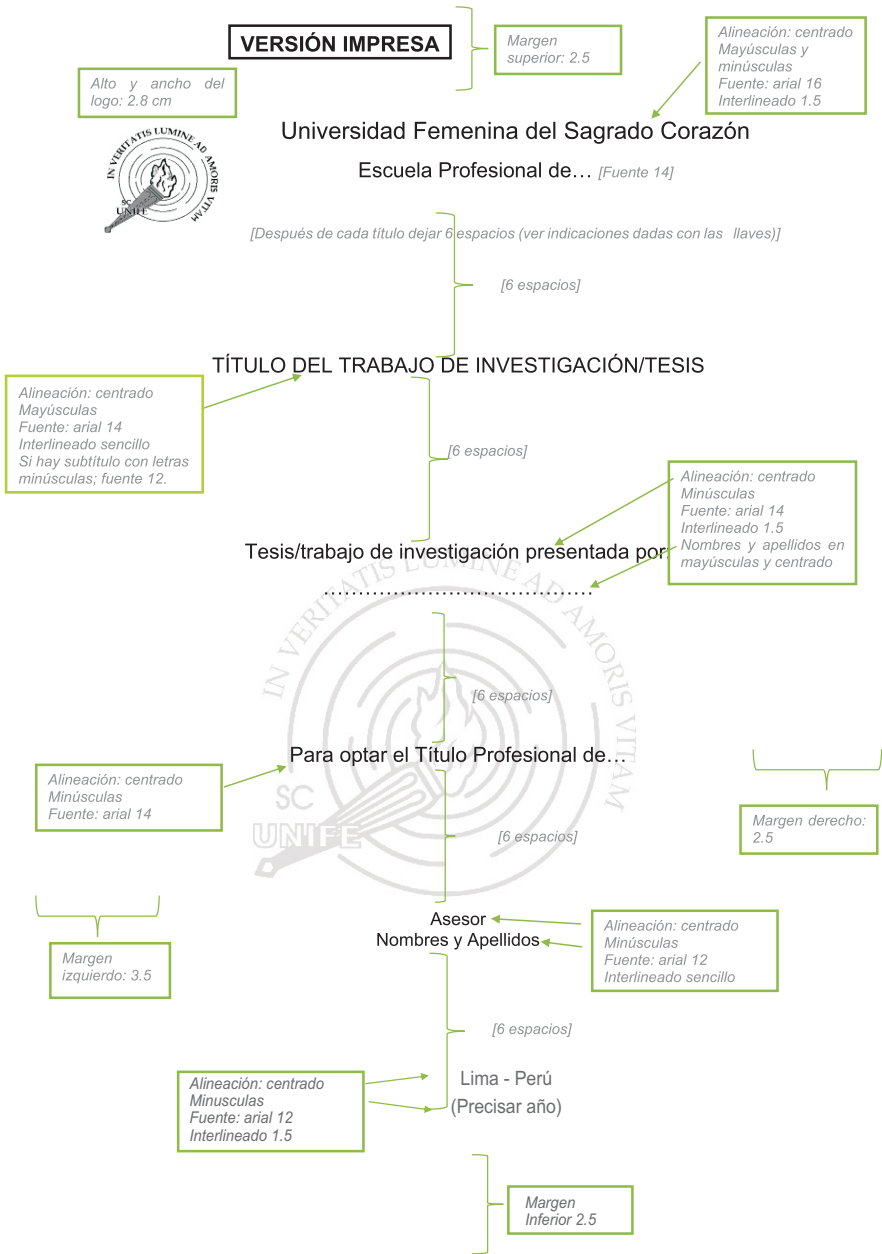 VERSIÓN IMPRESA
Margen
superior: 2.5
Alineación: centrado
Mayúsculas y
minúsculas
Fuente: arial 16
Interlineado 1.5
Alto y ancho del
logo: 2.8 cm
IN VERITATIS LUMINE AD AMORIS VITAM
SC
UNIFE
Universidad Femenina del Sagrado Corazón
Escuela Profesional de… [Fuente 14]
[Después de cada título dejar 6 espacios (ver indicaciones dadas con las llaves)]
[6 espacios]
TÍTULO DEL TRABAJO DE INVESTIGACIÓN/TESIS
Alineación: centrado
Mayúsculas
Fuente: arial 14
Interlineado sencillo
Si hay subtítulo con letras
minúsculas; fuente 12.
[6 espacios]
Alineación: centrado
Minúsculas
Fuente: arial 14
Interlineado 1.5
Nombres y apellidos en
mayúsculas y centrado
Tesis/trabajo de investigación presentada por:
…………………………………
IN VERITATIS LUMINE AD AMORIS VITAM
[6 espacios]
Para optar el Título Profesional de…
Alineación: centrado
Minúsculas
Fuente: arial 14
SC
UNIFE
[6 espacios]
Margen derecho:
2.5
Asesor
Nombres y Apellidos
Alineación: centrado
Minúsculas
Fuente: arial 12
Interlineado sencillo
Margen
izquierdo: 3.5
[6 espacios]
Lima - Perú
(Precisar año)
Alineación: centrado
Minusculas
Fuente: arial 12
Interlineado 1.5
Margen
Inferior 2.5